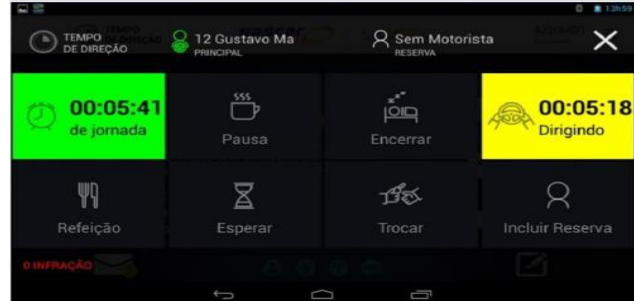 13h59
TEMPO
DE DIREÇÃO
12 Gustavo Ma
PRINCIPAL
Sem Motorista
RESERVA
00:05:41
de jornada
Pausa
Encerrar
00:05:18
Dirigindo
Refeição
Esperar
Trocar
Incluir Reserva
0 INFRAÇÃO